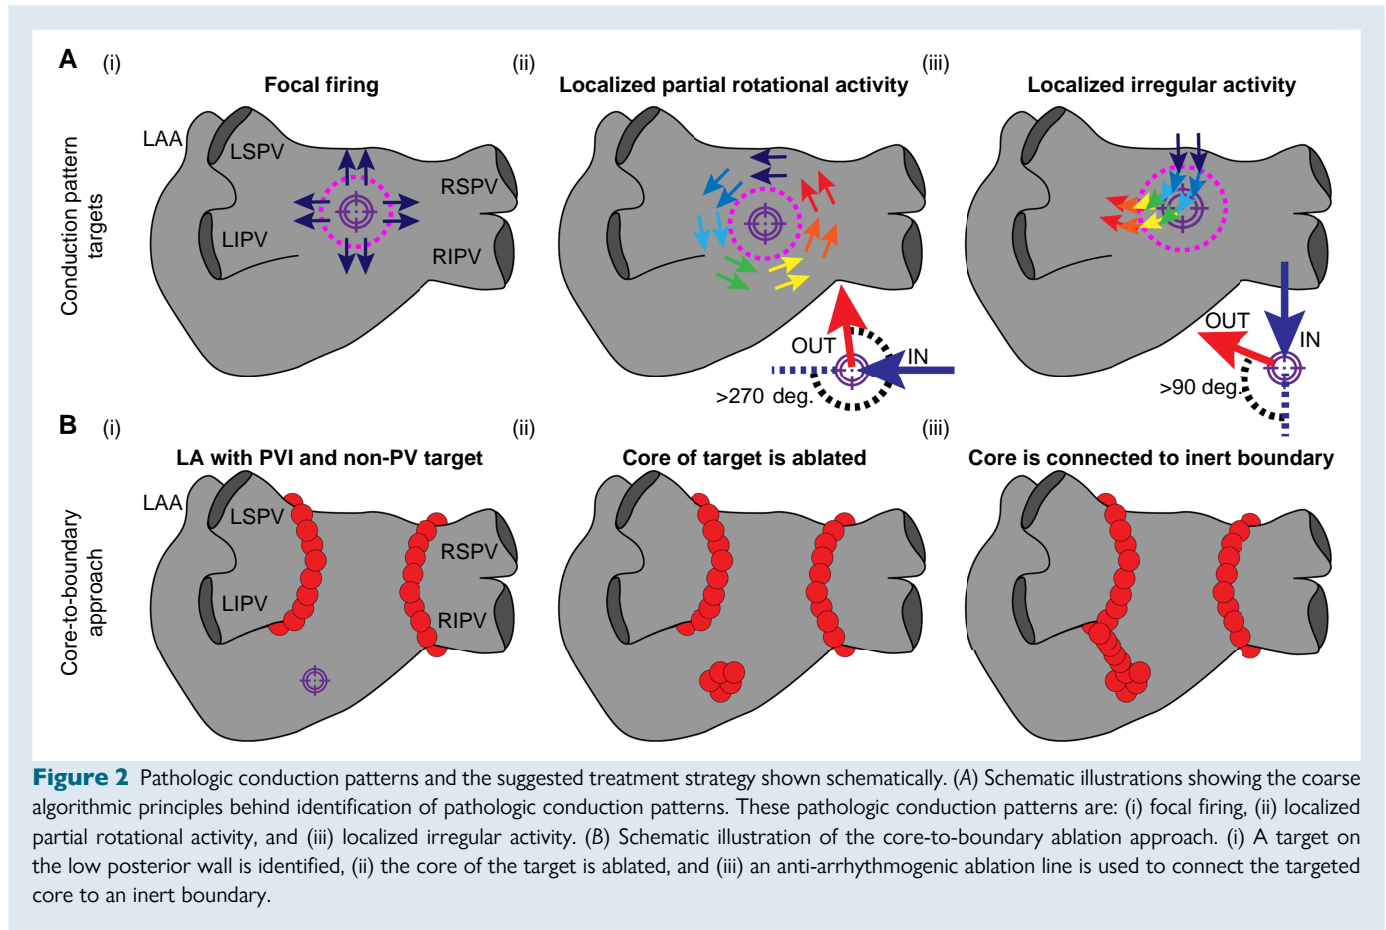 A
(i)
(ii)
(iii)
Focal firing
Localized partial rotational activity
Localized irregular activity
Conduction pattern
targets
LAA
LSPV
RSPV
LIPV
RIPV
OUT
IN
>270 deg.
OUT
IN
>90 deg.
B
(i)
(ii)
(iii)
LA with PVI and non-PV target
Core of target is ablated
Core is connected to inert boundary
Core-to-boundary
approach
LAA
LSPV
RSPV
LIPV
RIPV
Figure 2 Pathologic conduction patterns and the suggested treatment strategy shown schematically. (A) Schematic illustrations showing the coarse
algorithmic principles behind identification of pathologic conduction patterns. These pathologic conduction patterns are: (i) focal firing, (ii) localized
partial rotational activity, and (iii) localized irregular activity. (B) Schematic illustration of the core-to-boundary ablation approach. (i) A target on
the low posterior wall is identified, (ii) the core of the target is ablated, and (iii) an anti-arrhythmogenic ablation line is used to connect the targeted
core to an inert boundary.